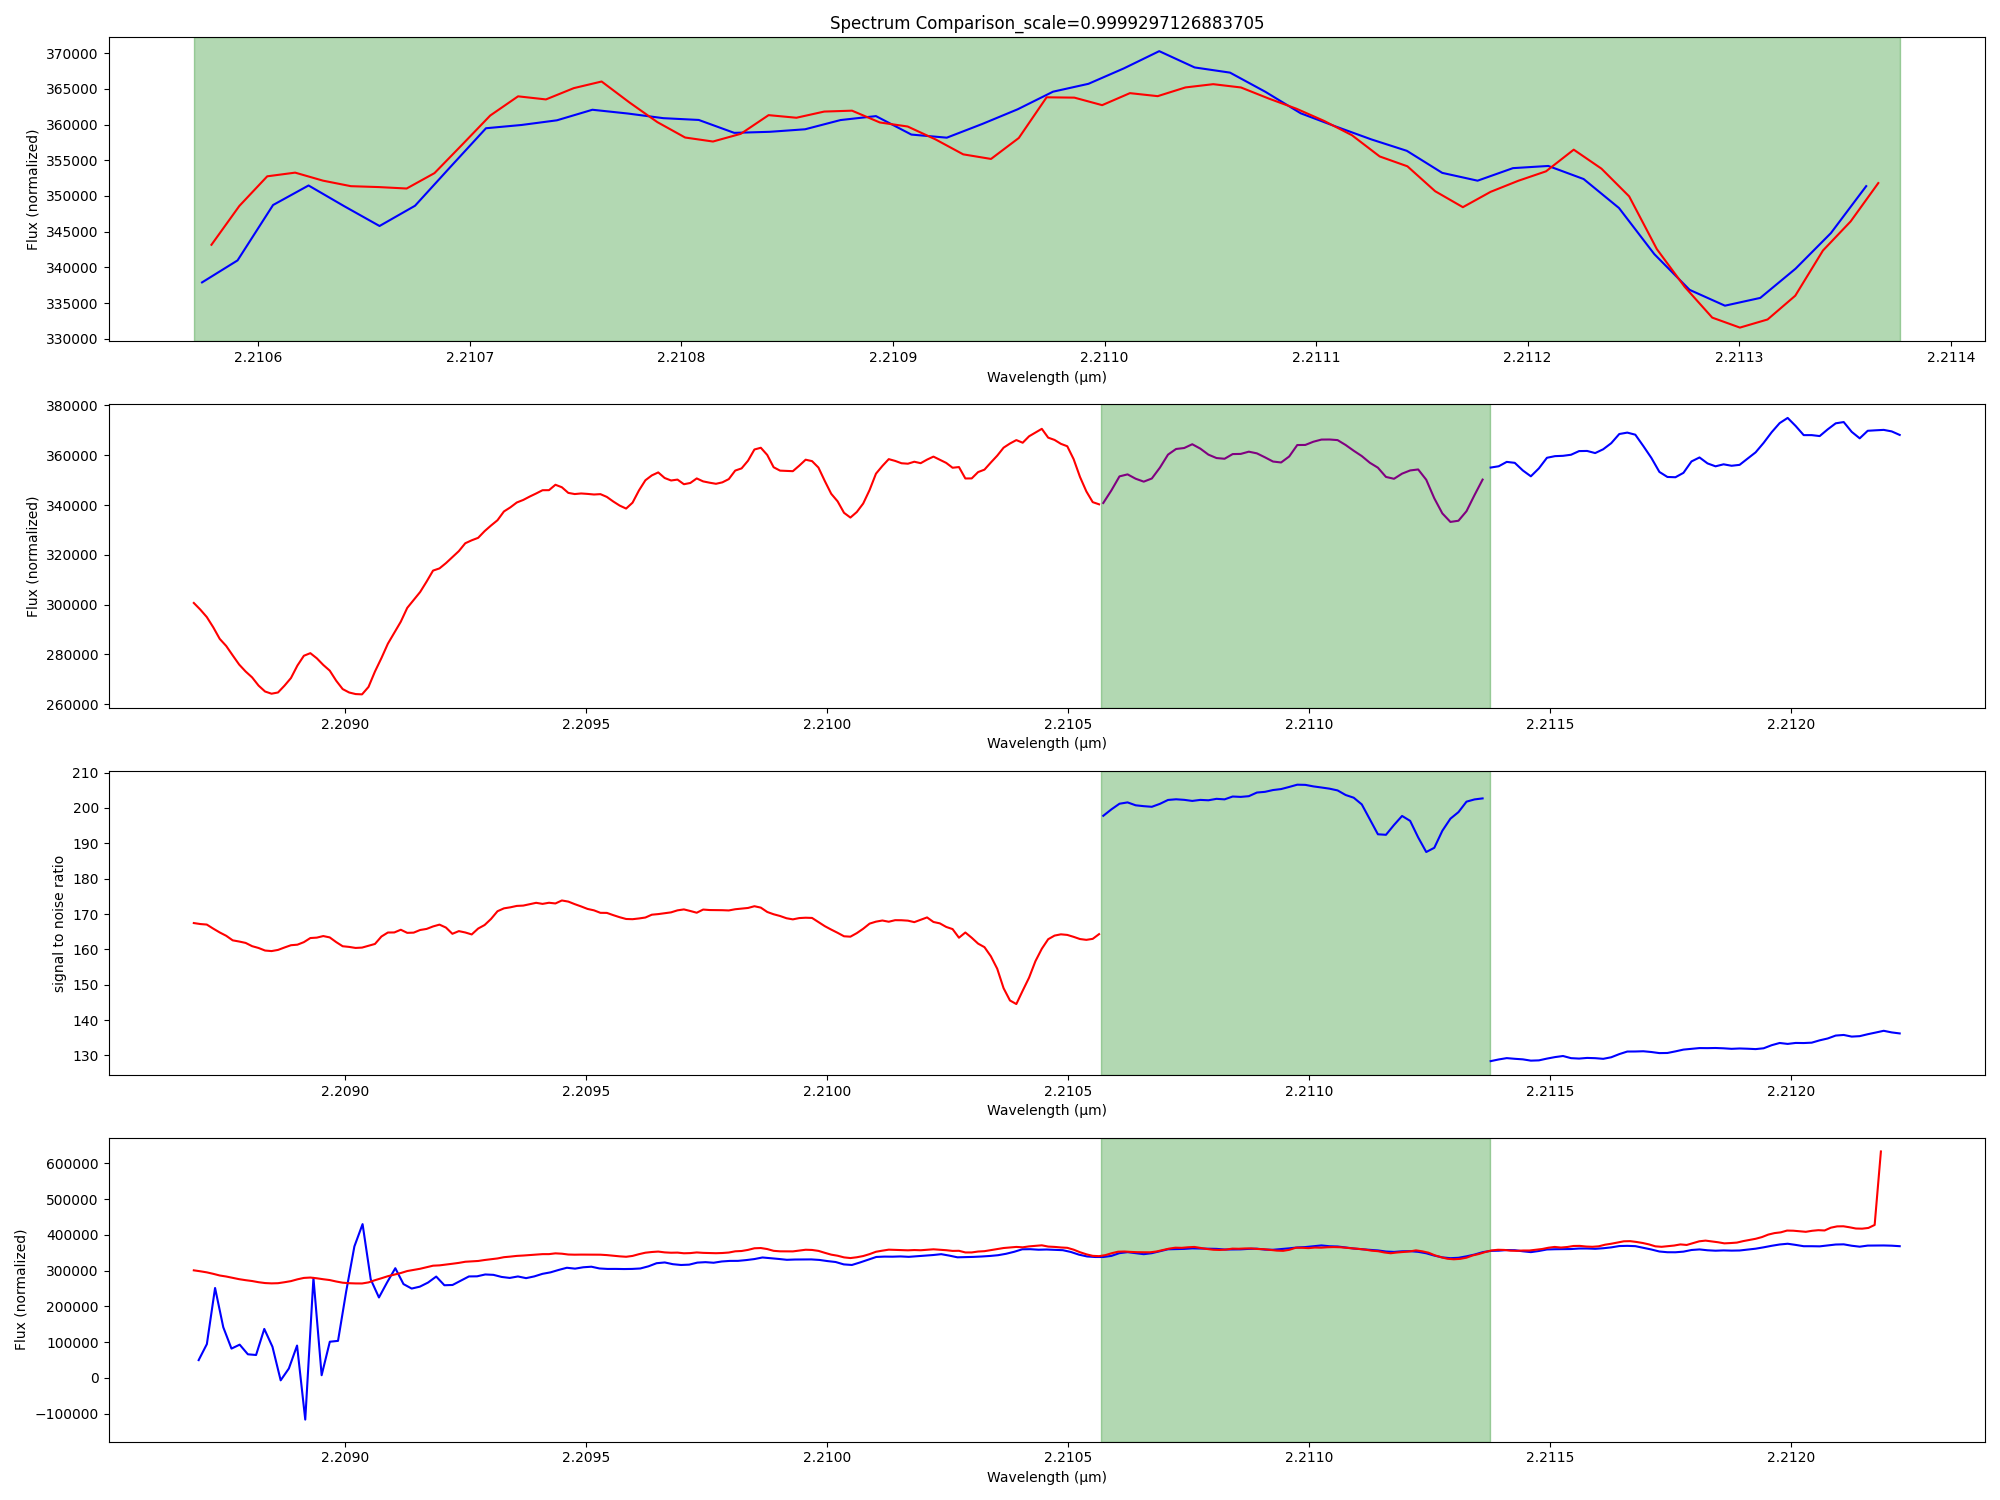 Spectrum Comparison_scale=0.9999297126883705
Flux (normalized)
370000
365000
360000
355000
350000
345000
340000
335000
330000
2.2106 2.2107 2.2108 2.2109 2.2110 2.2111 2.2112 2.2113 2.2114
Wavelength (μm)
Flux (normalized)
380000
360000
340000
320000
300000
280000
260000
2.2090 2.2095 2.2100 2.2105 2.2110 2.2115 2.2120
Wavelength (μm)
signal to noise ratio
210
200
190
180
170
160
150
140
130
2.2090 2.2095 2.2100 2.2105 2.2110 2.2115 2.2120
Wavelength (μm)
Flux (normalized)
600000
500000
400000
300000
200000
100000
0
−100000
2.2090 2.2095 2.2100 2.2105 2.2110 2.2115 2.2120
Wavelength (μm)